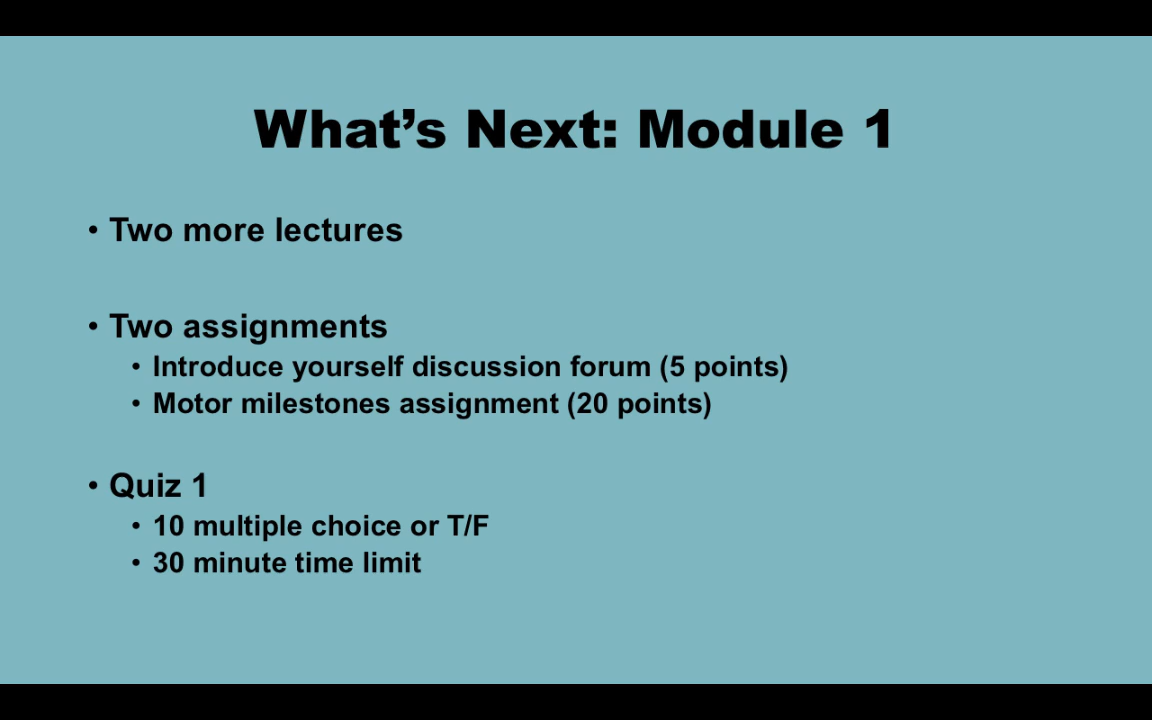 What’s Next: Module 1
• Two more lectures
• Two assignments
• Introduce yourself discussion forum (5 points)
• Motor milestones assignment (20 points)
• Quiz 1
• 10 multiple choice or T/F
• 30 minute time limit